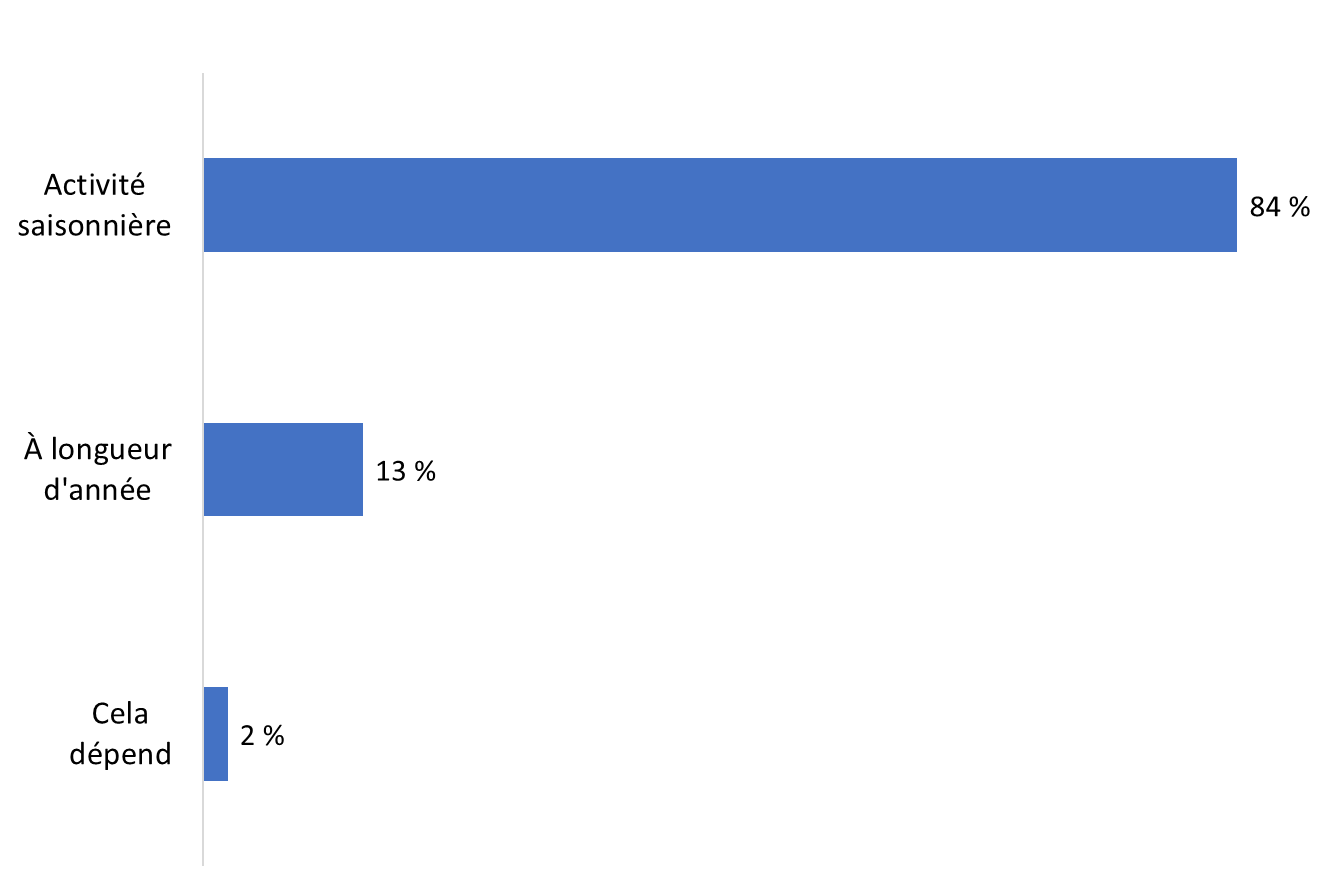 Activité
saisonnière
84 %
À longueur
d'année
13 %
Cela
dépend
2 %